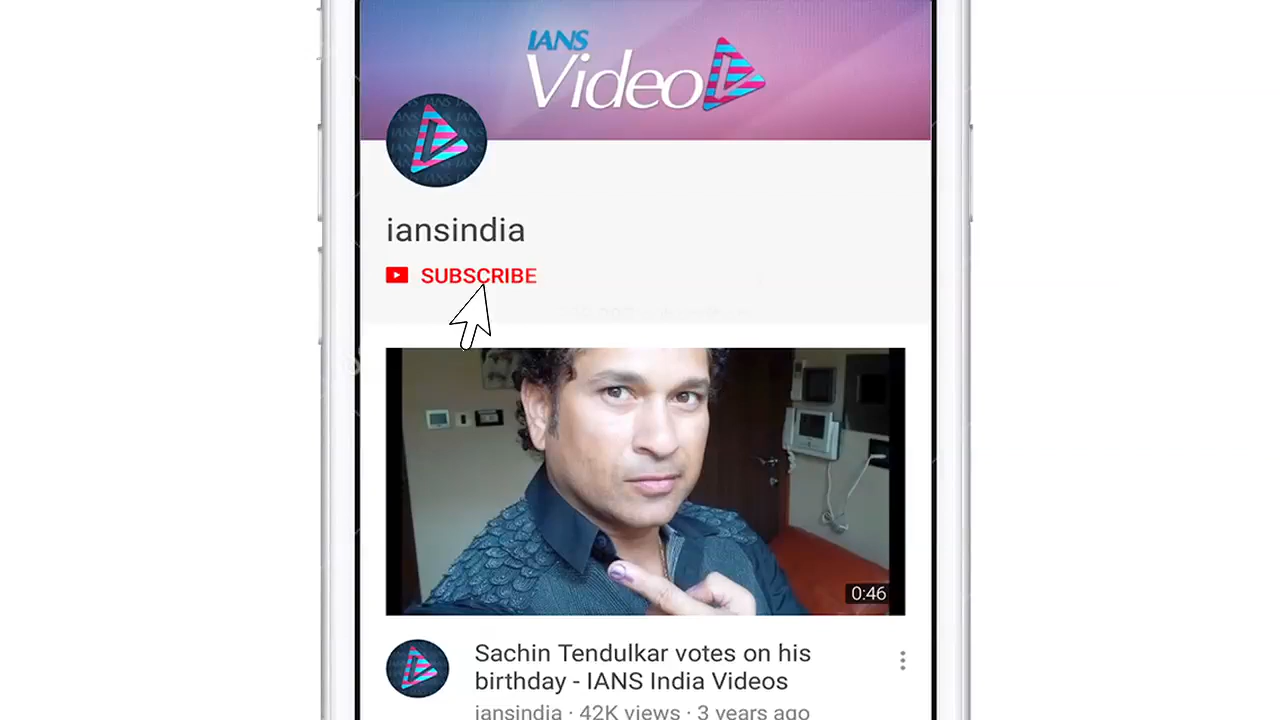 IANS
Video
iansindia
SUBSCRIBE
0:46
Sachin Tendulkar votes on his
birthday - IANS India Videos
iansindia · 42K views · 3 years ago